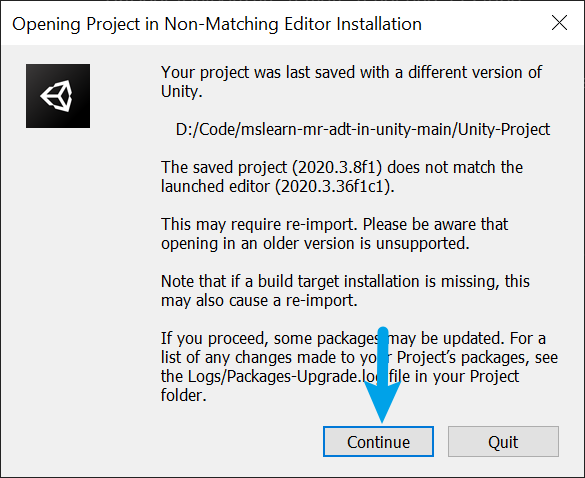 Opening Project in Non-Matching Editor Installation
Your project was last saved with a different version of
Unity.
D:/Code/mslearn-mr-adt-in-unity-main/Unity-Project
The saved project (2020.3.8f1) does not match the
launched editor (2020.3.36f1c1).
This may require re-import. Please be aware that
opening in an older version is unsupported.
Note that if a build target installation is missing, this
may also cause a re-import.
If you proceed, some packages may be updated. For a
list of any changes made to your Project's packages, see
the Logs/Packages-Upgrade.log file in your Project
folder.
Continue Quit